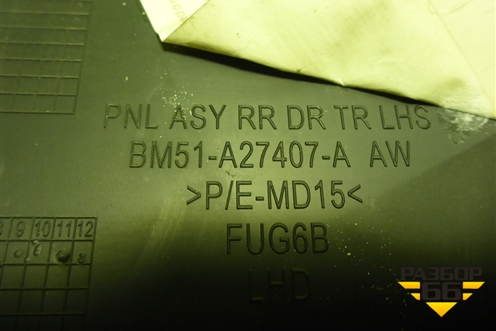 PNL ASY RR DR TR LHS
BM51-A27407-A AW
>P/E-MD15<
FUG6B
LHD
9 10 11 12
РАЗБОР
66